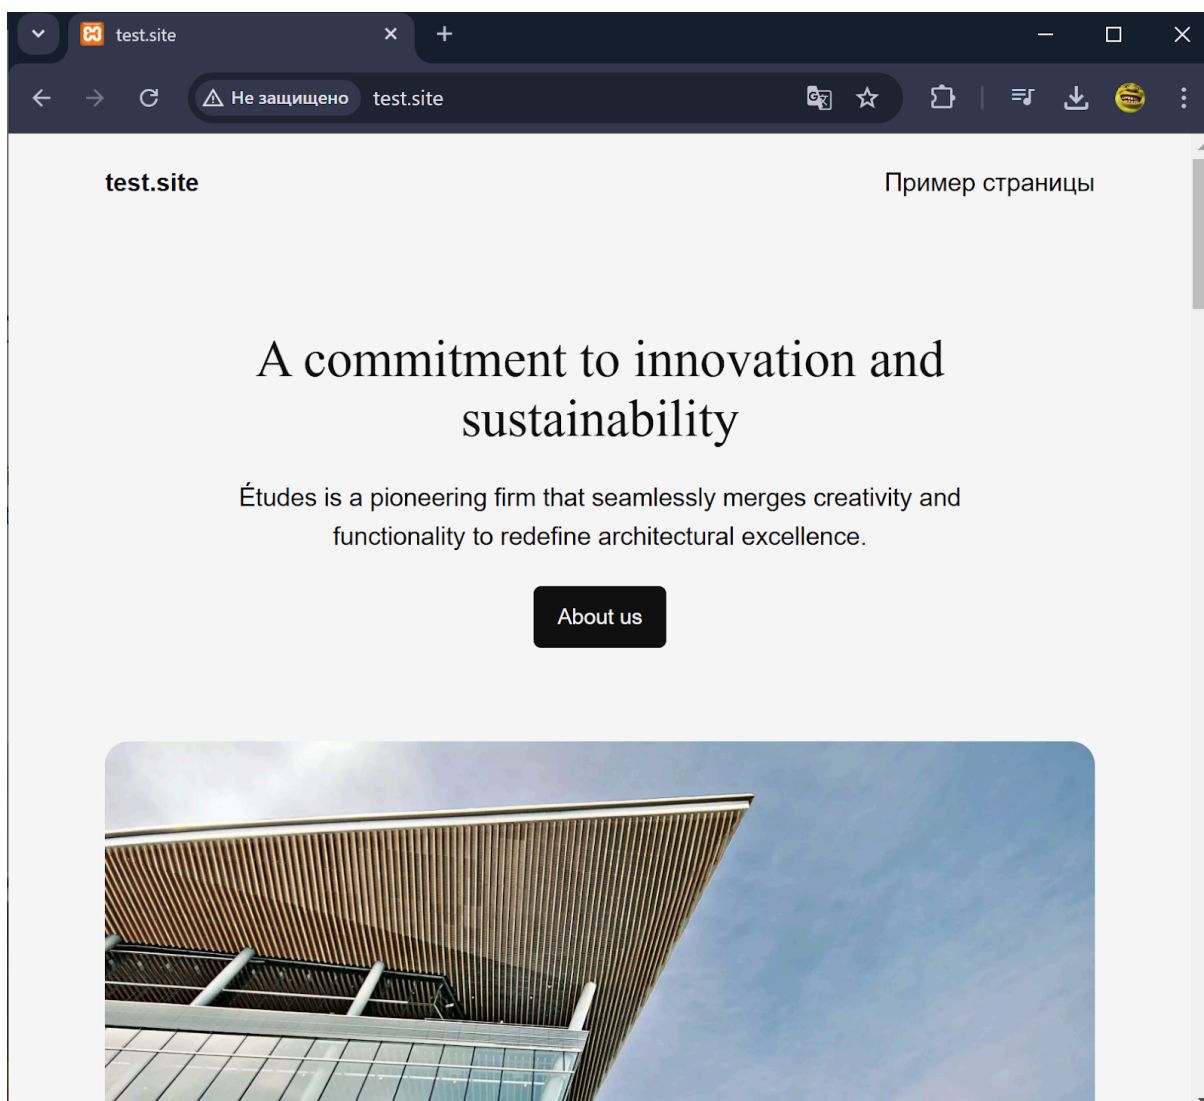 test.site
Не защищено test.site
test.site Пример страницы
A commitment to innovation and
sustainability
Études is a pioneering firm that seamlessly merges creativity and
functionality to redefine architectural excellence.
About us